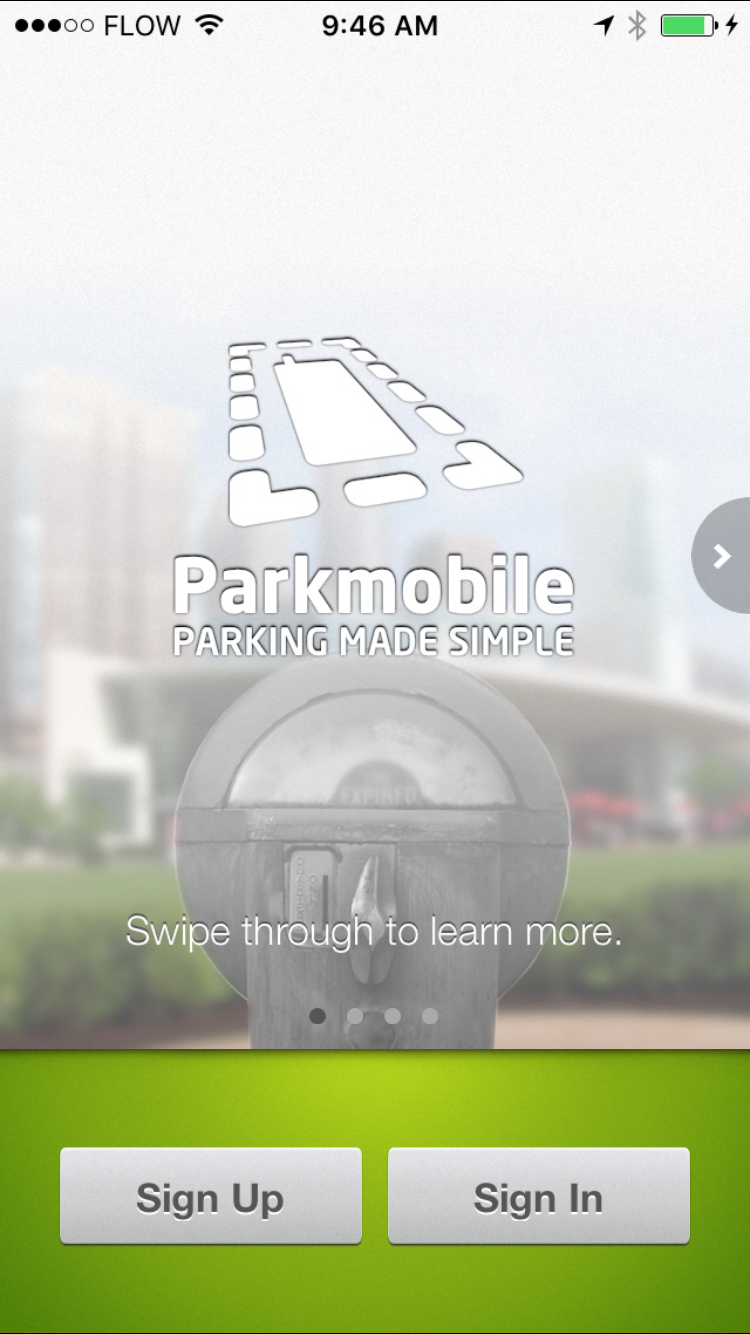 FLOW 9:46 AM
Parkmobile
PARKING MADE SIMPLE
EXPIRED
Swipe through to learn more.
Sign Up Sign In